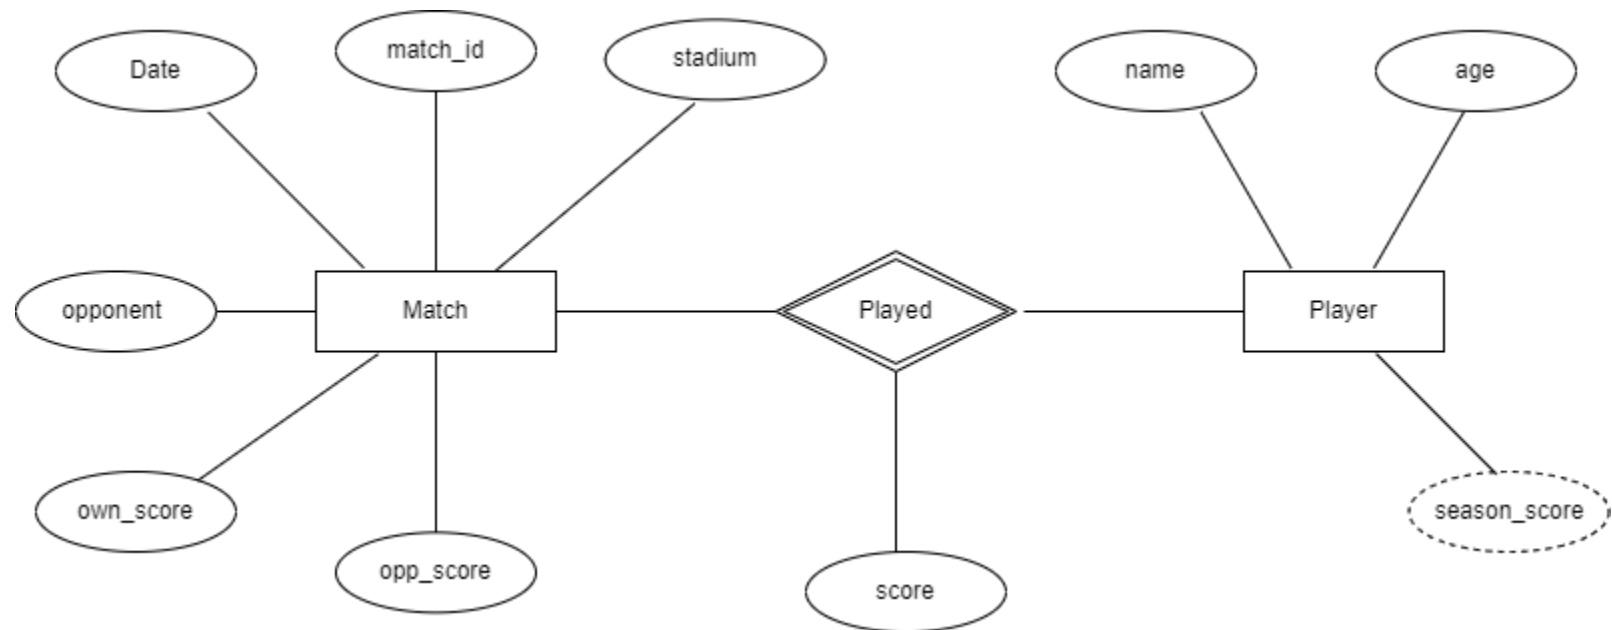 Date
match_id
stadium
name
age
opponent
Match
Played
Player
own_score
opp_score
score
season_score